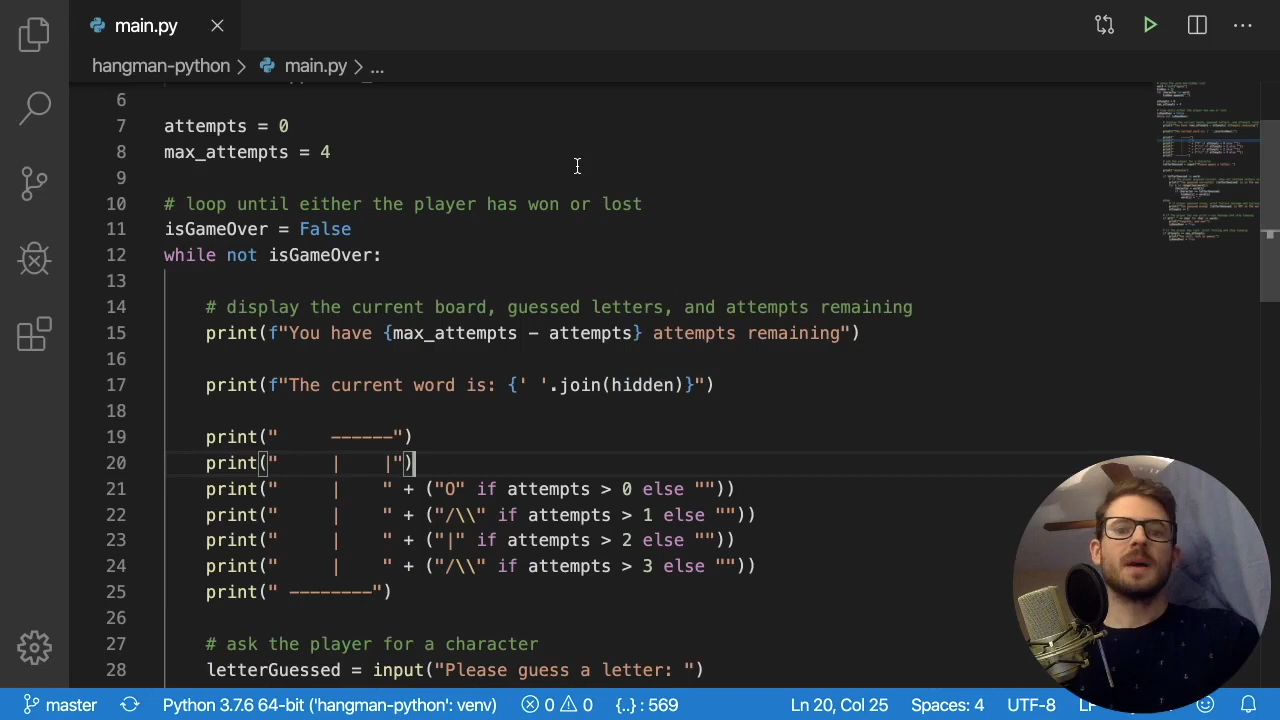 main.py
hangman-python > main.py > ...
6
7 attempts = 0
8 max_attempts = 4
9
10 # loop until either the player has won or lost
11 isGameOver = False
12 while not isGameOver:
13
14 # display the current board, guessed letters, and attempts remaining
15 print(f"You have {max_attempts - attempts} attempts remaining")
16
17 print(f"The current word is: {' '.join(hidden)}")
18
19 print("     ------")
20 print("     |    |")
21 print("     |    " + ("O" if attempts > 0 else ""))
22 print("     |    " + ("/\\" if attempts > 1 else ""))
23 print("     |    " + ("|" if attempts > 2 else ""))
24 print("     |    " + ("/\\" if attempts > 3 else ""))
25 print(" --------")
26
27 # ask the player for a character
28 letterGuessed = input("Please guess a letter: ")
master Python 3.7.6 64-bit ('hangman-python': venv) 0 0 {..} : 569 Ln 20, Col 25 Spaces: 4 UTF-8